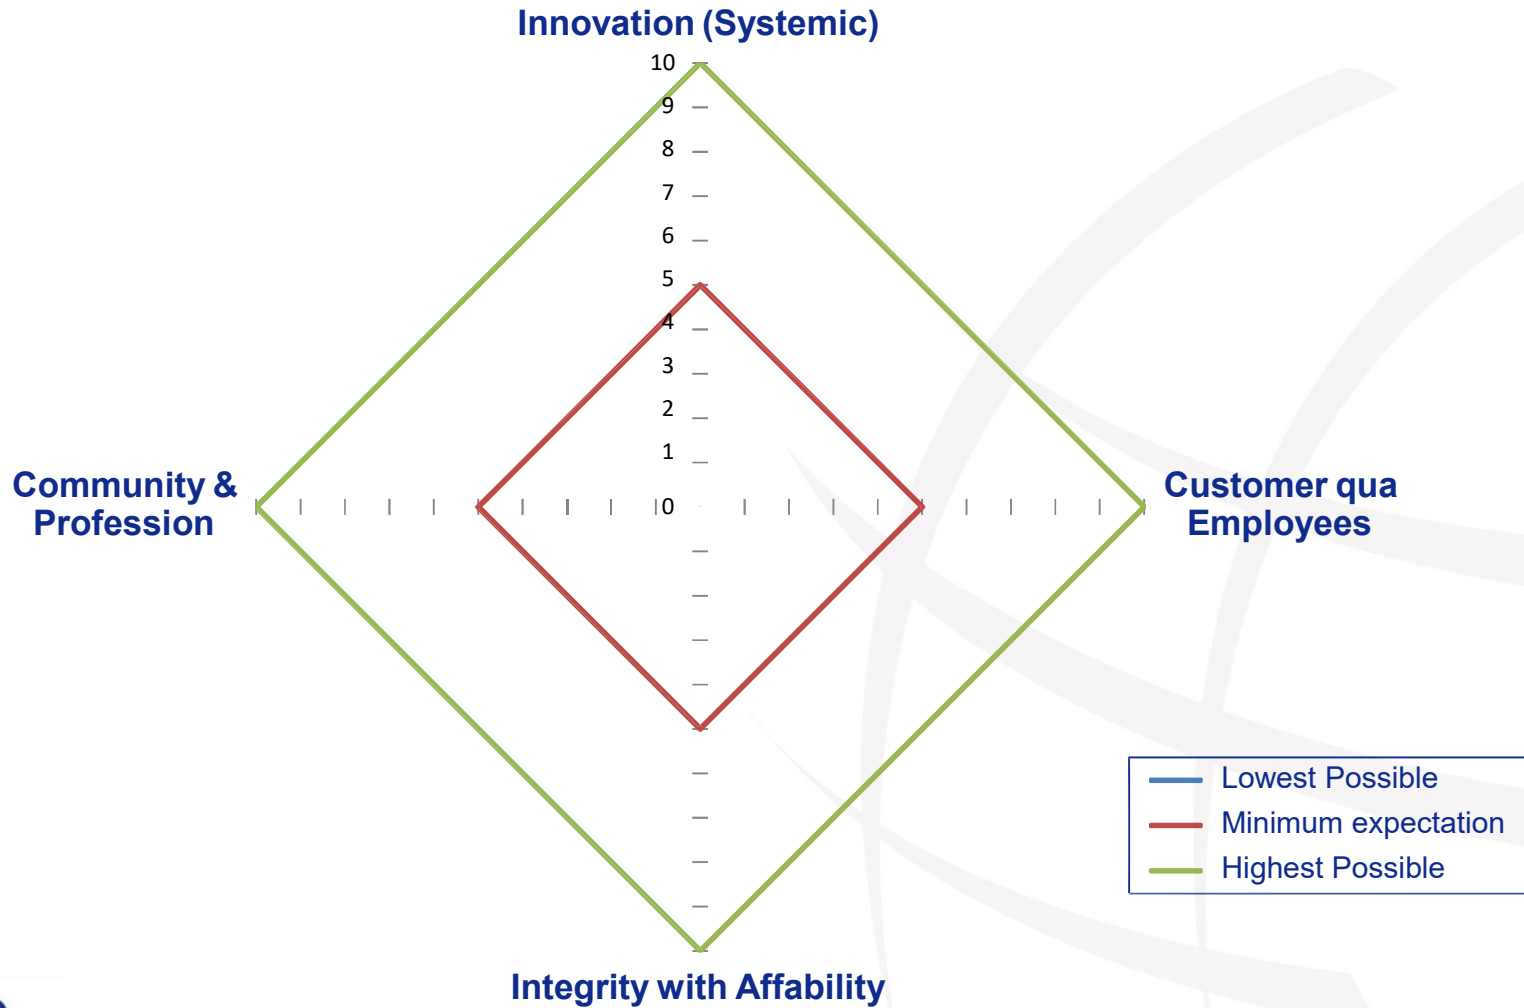 Innovation (Systemic)
10
9
8
7
6
5
4
3
2
1
0
Community &
Profession
Customer qua
Employees
Lowest Possible
Minimum expectation
Highest Possible
Integrity with Affability